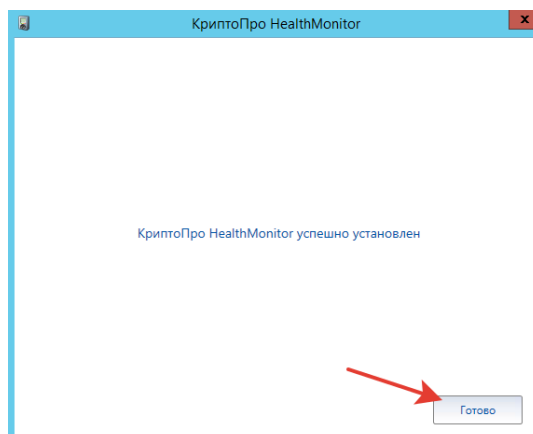 КриптоПро HealthMonitor
x
КриптоПро HealthMonitor успешно установлен
Готово